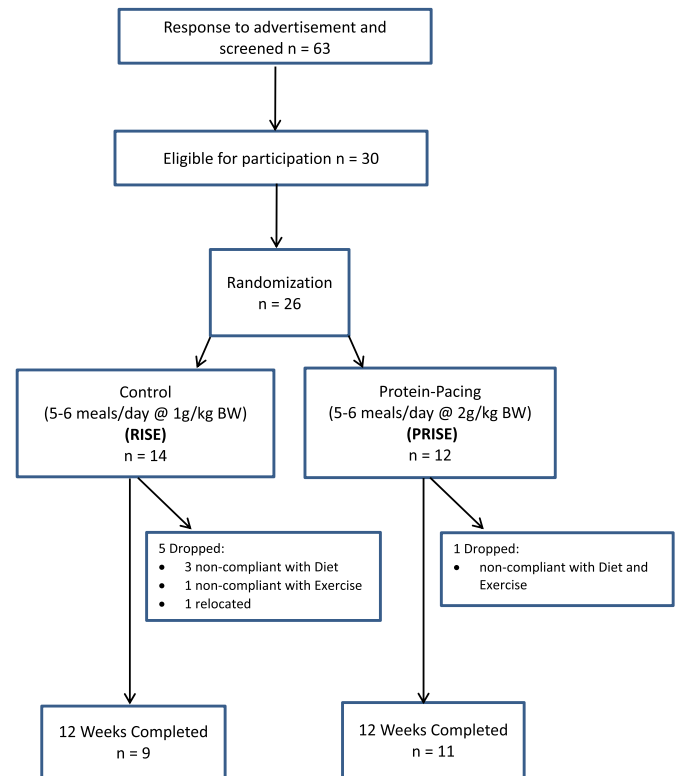 Response to advertisement and
screened n = 63
Eligible for participation n = 30
Randomization
n = 26
Control
(5-6 meals/day @ 1g/kg BW)
(RISE)
n = 14
Protein-Pacing
(5-6 meals/day @ 2g/kg BW)
(PRISE)
n = 12
5 Dropped:
• 3 non-compliant with Diet
• 1 non-compliant with Exercise
• 1 relocated
1 Dropped:
• non-compliant with Diet and
Exercise
12 Weeks Completed
n = 9
12 Weeks Completed
n = 11